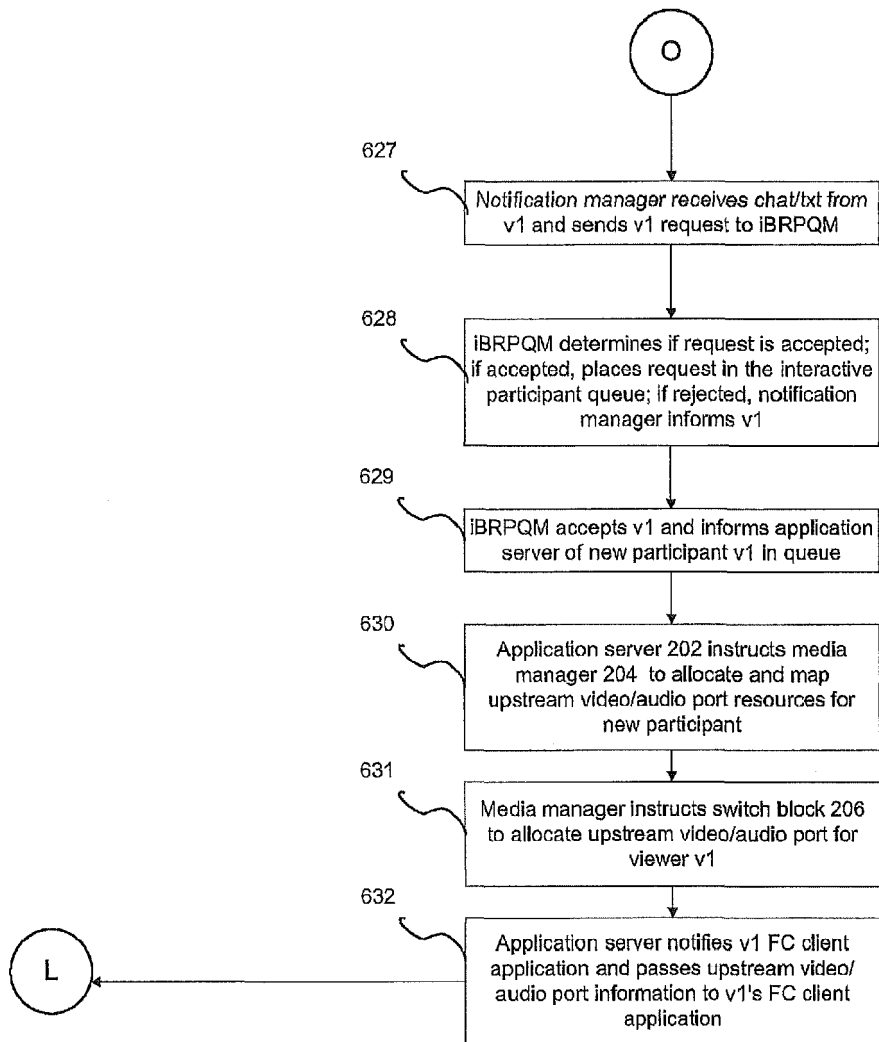 O
627
Notification manager receives chat/txt from
v1 and sends v1 request to iBRPQM
628
iBRPQM determines if request is accepted;
if accepted, places request in the interactive
participant queue; if rejected, notification
manager informs v1
629
iBRPQM accepts v1 and informs application
server of new participant v1 in queue
630
Application server 202 instructs media
manager 204 to allocate and map
upstream video/audio port resources for
new participant
631
Media manager instructs switch block 206
to allocate upstream video/audio port for
viewer v1
632
Application server notifies v1 FC client
application and passes upstream video/
audio port information to v1's FC client
application
L